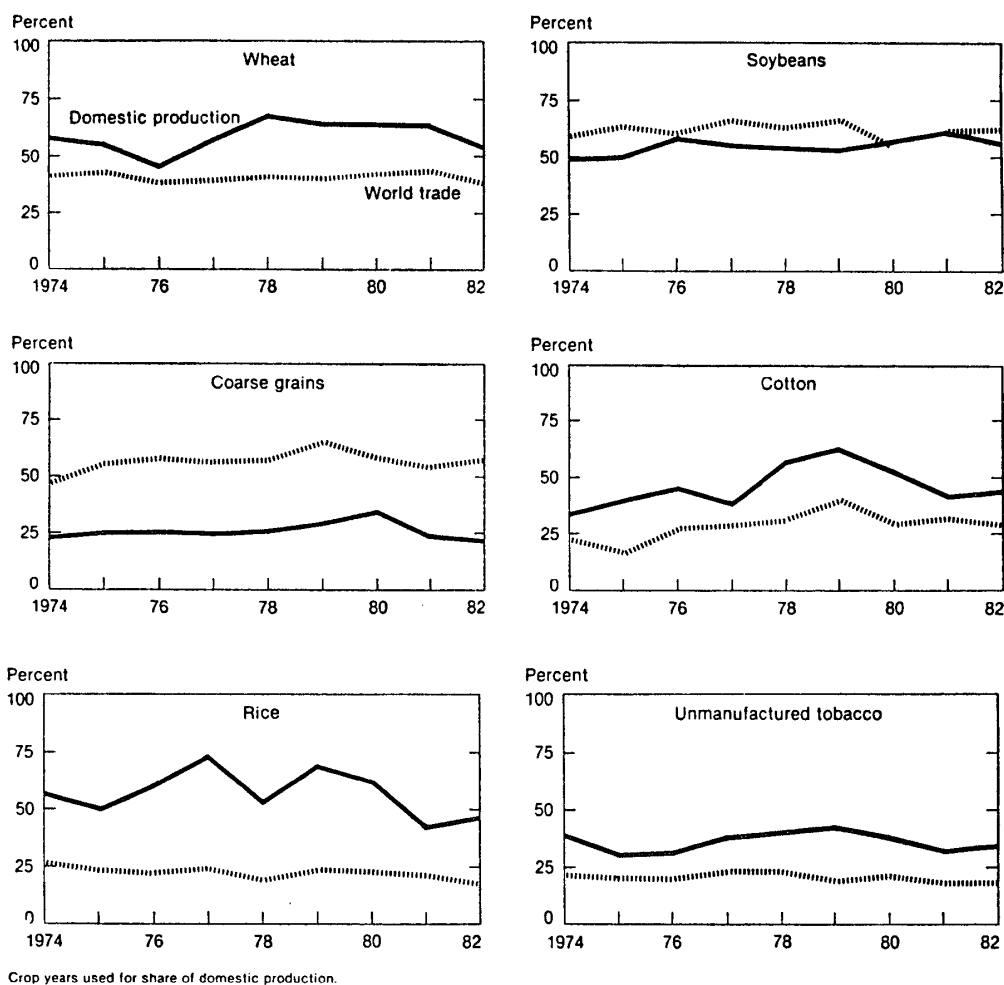 Percent
100
Wheat
75
Domestic production
50
World trade
25
0
1974 76 78 80 82
Percent
100
Soybeans
75
50
25
0
1974 76 78 80 82
Percent
100
Coarse grains
75
50
25
0
1974 76 78 80 82
Percent
100
Cotton
75
50
25
0
1974 76 78 80 82
Percent
100
Rice
75
50
25
0
1974 76 78 80 82
Percent
100
Unmanufactured tobacco
75
50
25
0
1974 76 78 80 82
Crop years used for share of domestic production.